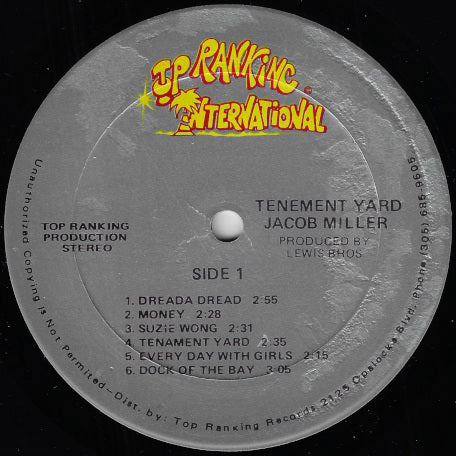 TOP RANKING ©
INTERNATIONAL
TENEMENT YARD
JACOB MILLER
PRODUCED BY
LEWIS BROS
TOP RANKING
PRODUCTION
STEREO
SIDE 1
1. DREADA DREAD 2:55
2. MONEY 2:28
3. SUZIE WONG 2:31
4. TENAMENT YARD 2:35
5. EVERY DAY WITH GIRLS 2:15
6. DOCK OF THE BAY 3:05
Unauthorized Copying is Not Permitted-Dist. by: Top Ranking Records 2125 Opalocka Blvd. Phone (305) 685-9605